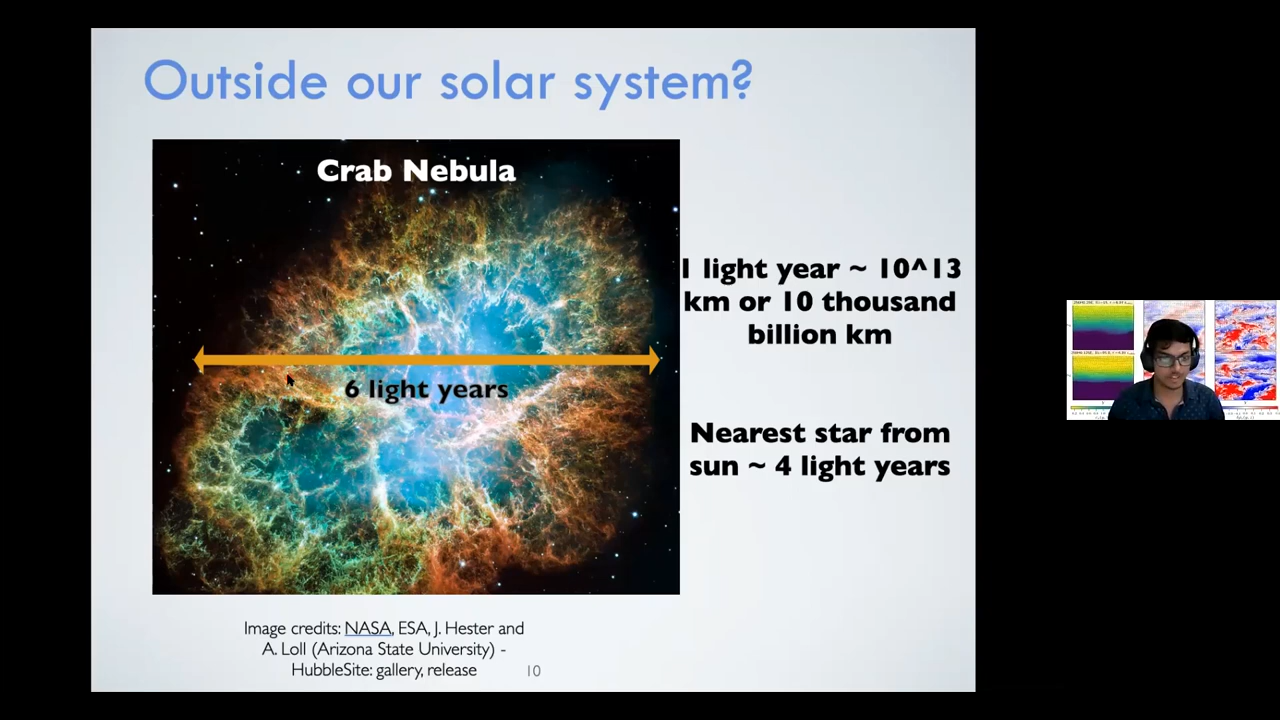 Outside our solar system?
Crab Nebula
6 light years
1 light year ~ 10^13
km or 10 thousand
billion km
Nearest star from
sun ~ 4 light years
Image credits: NASA, ESA, J. Hester and
A. Loll (Arizona State University) -
HubbleSite: gallery, release
10